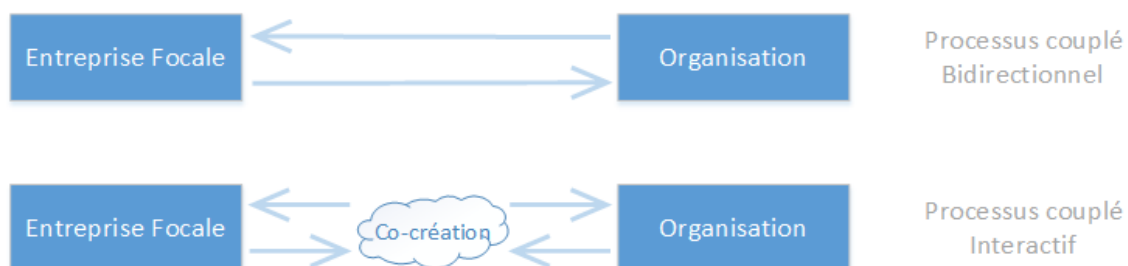 Entreprise Focale
Organisation
Processus couplé
Bidirectionnel
Entreprise Focale
Co-création
Organisation
Processus couplé
Interactif